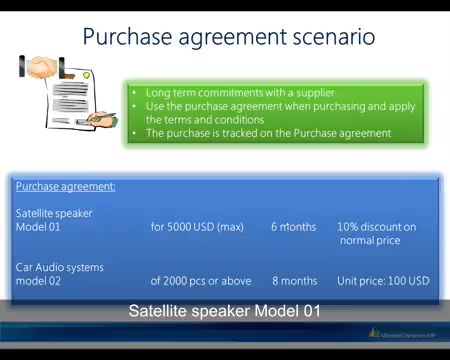 Purchase agreement scenario
• Long term commitments with a supplier
• Use the purchase agreement when purchasing and apply
the terms and conditions
• The purchase is tracked on the Purchase agreement
Purchase agreement:
Satellite speaker
Model 01 for 5000 USD (max) 6 months 10% discount on
normal price
Car Audio systems
model 02 of 2000 pcs or above 8 months Unit price: 100 USD
Satellite speaker Model 01
Microsoft Dynamics ERP